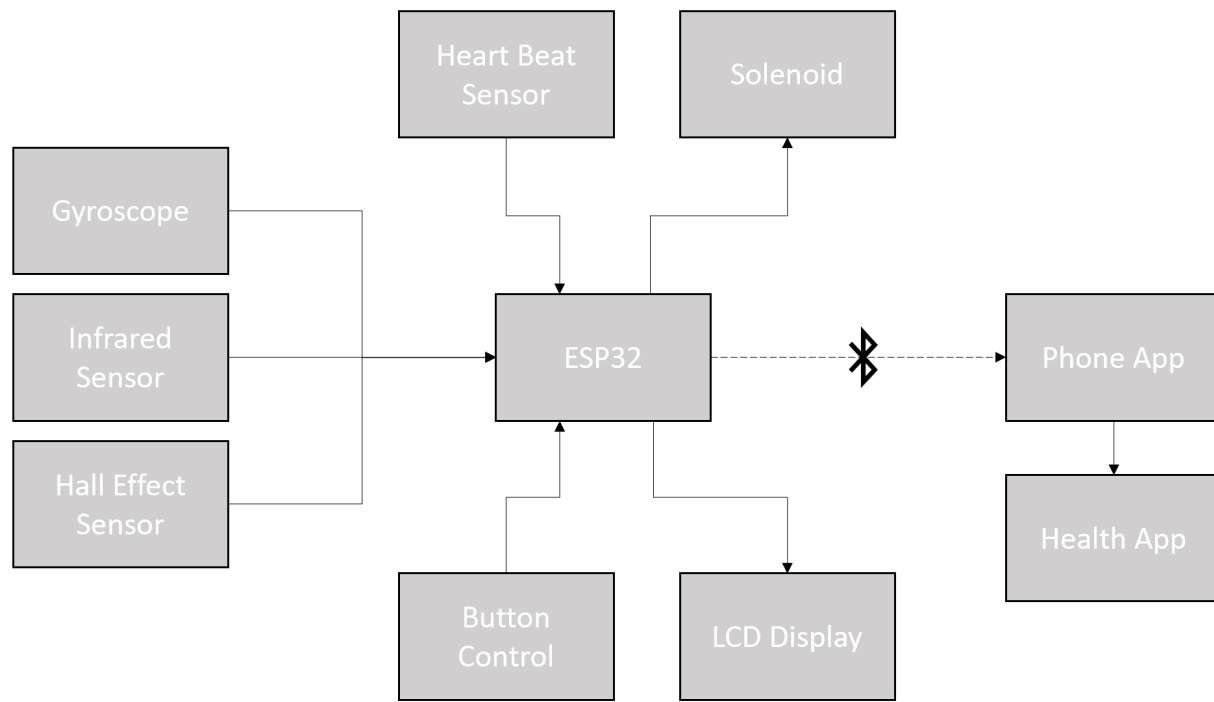 Heart Beat
Sensor
Solenoid
Gyroscope
Infrared
Sensor
ESP32
Phone App
Hall Effect
Sensor
Health App
Button
Control
LCD Display